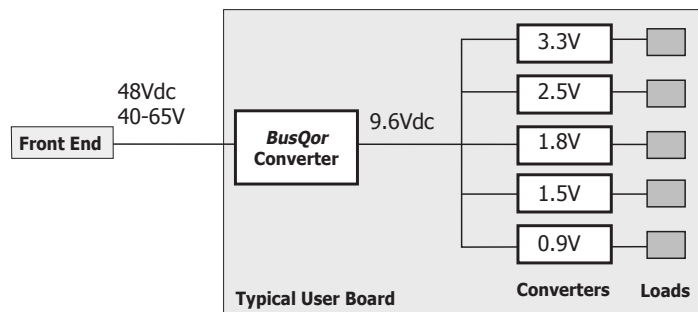 48Vdc
40-65V
Front End
BusQor
Converter
9.6Vdc
3.3V
2.5V
1.8V
1.5V
0.9V
Converters
Loads
Typical User Board